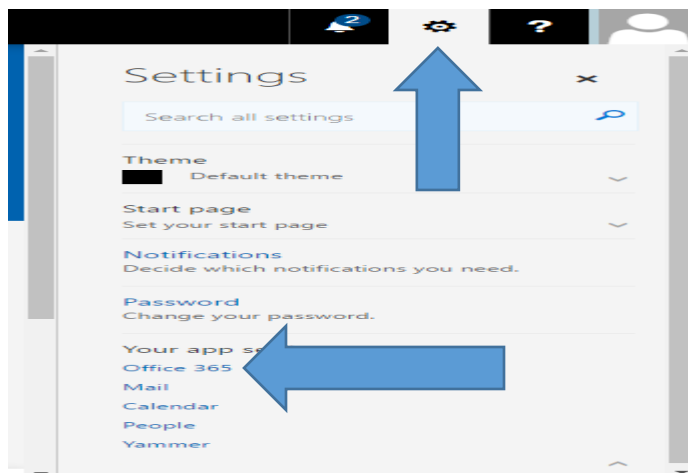 2
?
Settings
Search all settings
Theme
Default theme
Start page
Set your start page
Notifications
Decide which notifications you need.
Password
Change your password.
Your app
Office 365
Mail
Calendar
People
Yammer